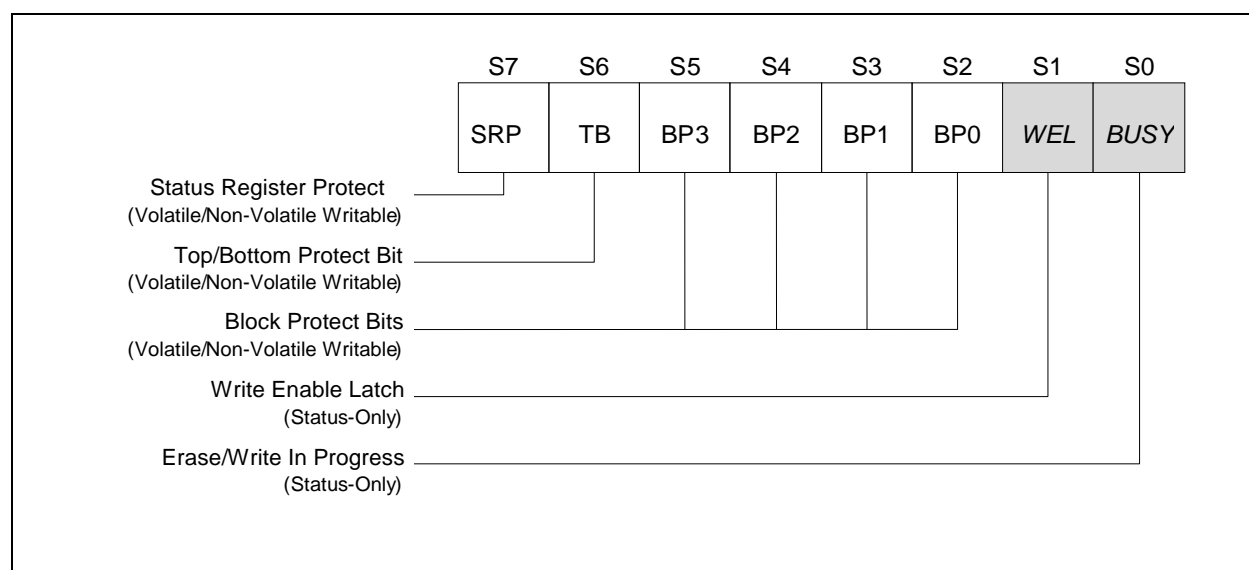 S7 S6 S5 S4 S3 S2 S1 S0
SRP TB BP3 BP2 BP1 BP0 WEL BUSY
Status Register Protect
(Volatile/Non-Volatile Writable)
Top/Bottom Protect Bit
(Volatile/Non-Volatile Writable)
Block Protect Bits
(Volatile/Non-Volatile Writable)
Write Enable Latch
(Status-Only)
Erase/Write In Progress
(Status-Only)